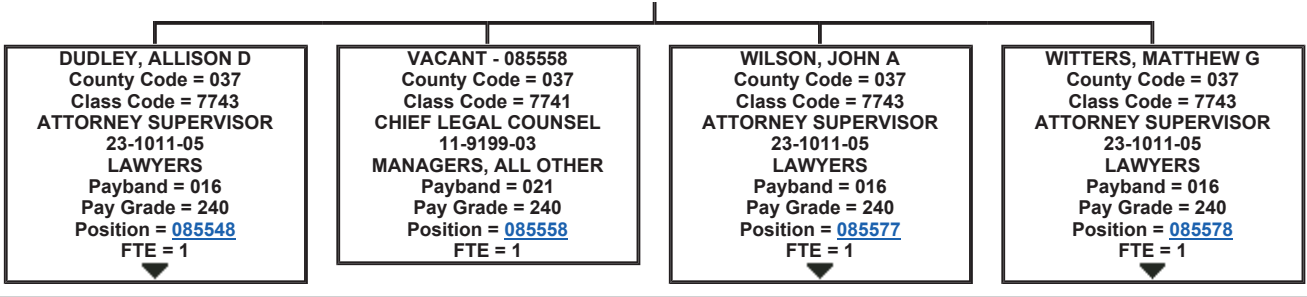 DUDLEY, ALLISON D
County Code = 037
Class Code = 7743
ATTORNEY SUPERVISOR
23-1011-05
LAWYERS
Payband = 016
Pay Grade = 240
Position = 085548
FTE = 1
VACANT - 085558
County Code = 037
Class Code = 7741
CHIEF LEGAL COUNSEL
11-9199-03
MANAGERS, ALL OTHER
Payband = 021
Pay Grade = 240
Position = 085558
FTE = 1
WILSON, JOHN A
County Code = 037
Class Code = 7743
ATTORNEY SUPERVISOR
23-1011-05
LAWYERS
Payband = 016
Pay Grade = 240
Position = 085577
FTE = 1
WITTERS, MATTHEW G
County Code = 037
Class Code = 7743
ATTORNEY SUPERVISOR
23-1011-05
LAWYERS
Payband = 016
Pay Grade = 240
Position = 085578
FTE = 1